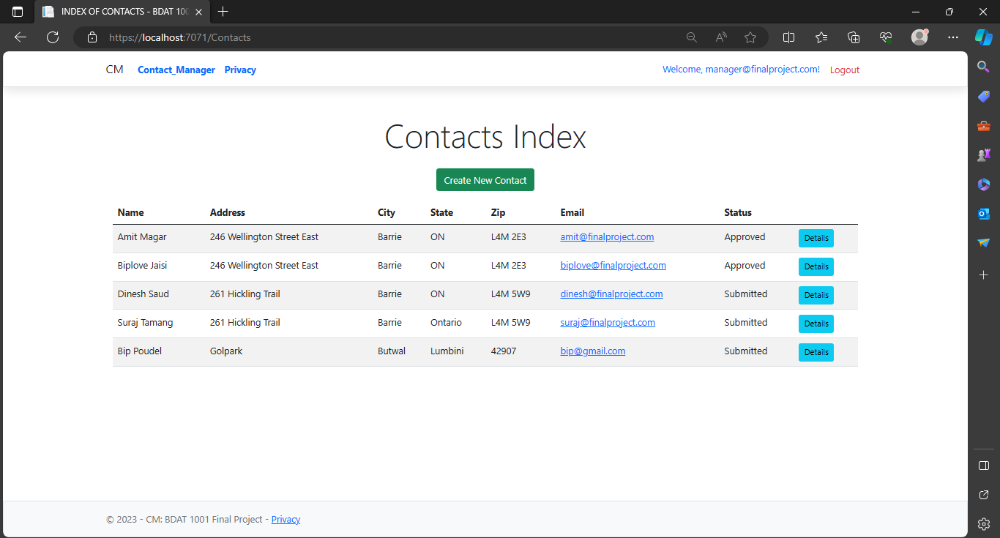 INDEX OF CONTACTS - BDAT 100
https://localhost:7071/Contacts
CM Contact_Manager Privacy Welcome, manager@finalproject.com! Logout
Contacts Index
Create New Contact
Name Address City State Zip Email Status
Amit Magar 246 Wellington Street East Barrie ON L4M 2E3 amit@finalproject.com Approved Details
Biplove Jaisi 246 Wellington Street East Barrie ON L4M 2E3 biplove@finalproject.com Approved Details
Dinesh Saud 261 Hickling Trail Barrie ON L4M 5W9 dinesh@finalproject.com Submitted Details
Suraj Tamang 261 Hickling Trail Barrie Ontario L4M 5W9 suraj@finalproject.com Submitted Details
Bip Poudel Golpark Butwal Lumbini 42907 bip@gmail.com Submitted Details
© 2023 - CM: BDAT 1001 Final Project - Privacy